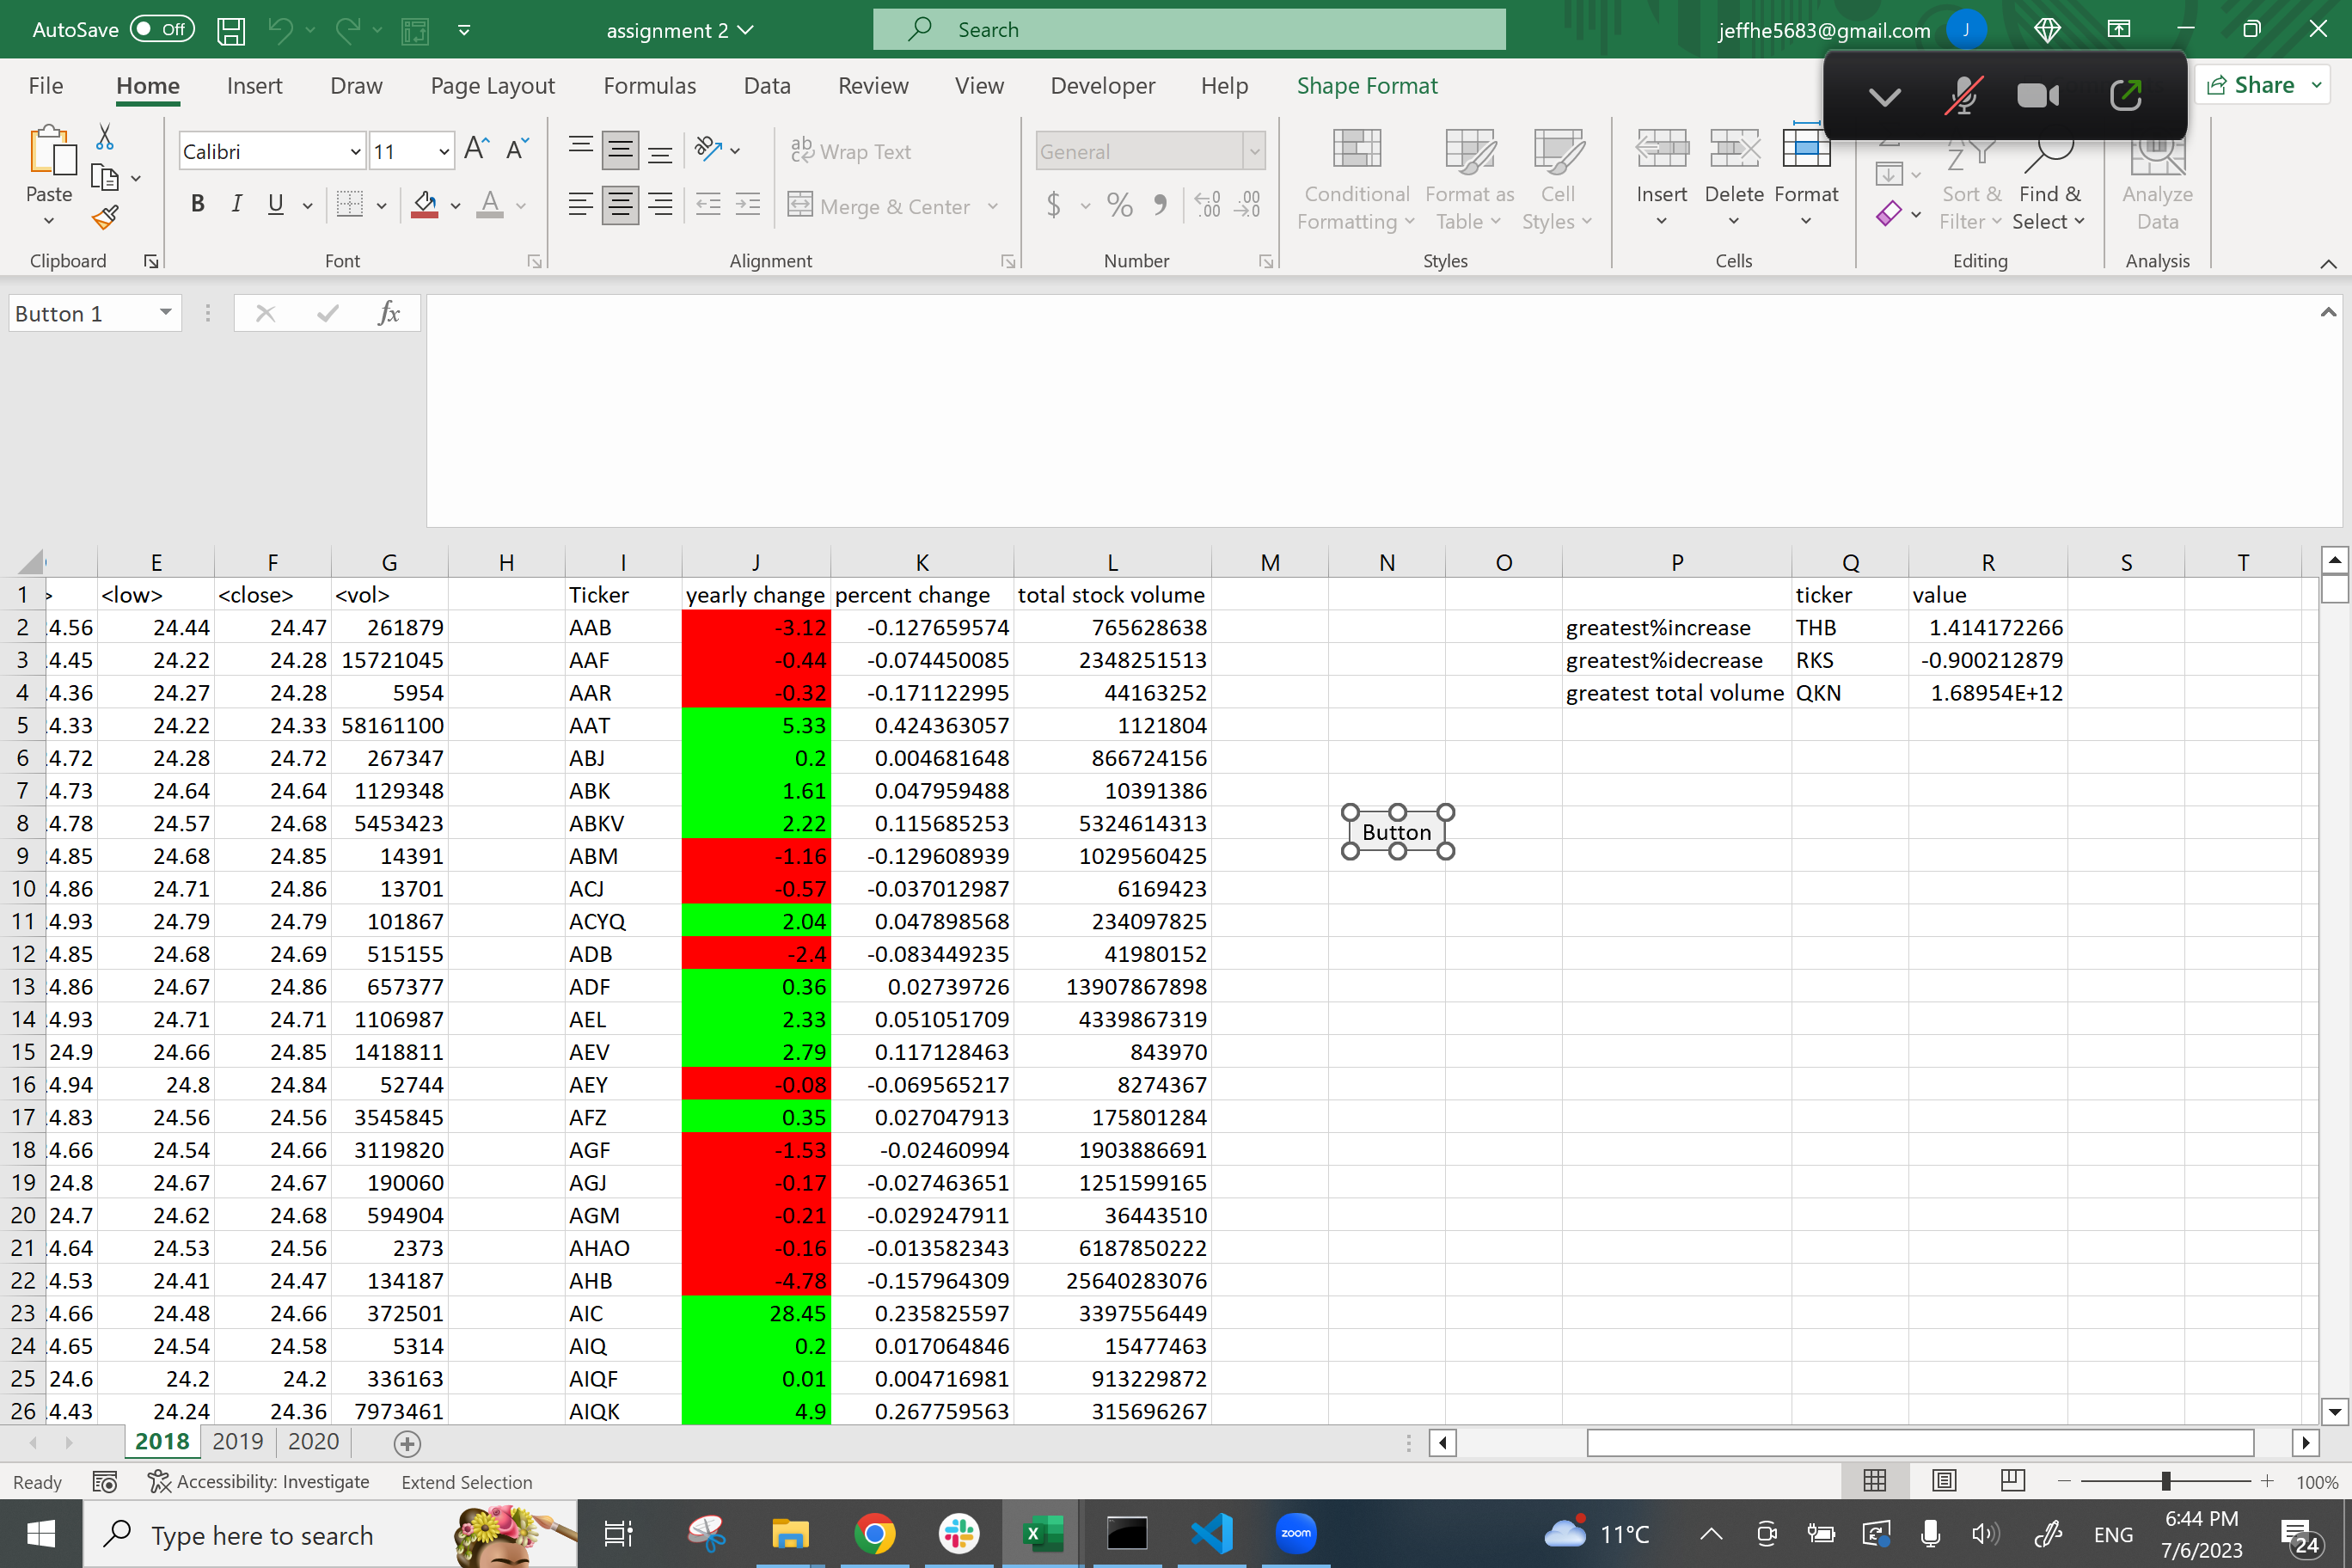 AutoSave Off assignment 2 Search jeffhe5683@gmail.com J
File Home Insert Draw Page Layout Formulas Data Review View Developer Help Shape Format Share
Paste Calibri 11 Wrap Text General Conditional Formatting Format as Table Cell Styles Insert Delete Format Sort & Filter Find & Select Analyze Data
B I U Merge & Center $ % 9
Clipboard Font Alignment Number Styles Cells Editing Analysis
Button 1 fx
E F G H I J K L M N O P Q R S T
1 > <low> <close> <vol> Ticker yearly change percent change total stock volume ticker value
2 4.56 24.44 24.47 261879 AAB -3.12 -0.127659574 765628638 greatest%increase THB 1.414172266
3 4.45 24.22 24.28 15721045 AAF -0.44 -0.074450085 2348251513 greatest%idecrease RKS -0.900212879
4 4.36 24.27 24.28 5954 AAR -0.32 -0.171122995 44163252 greatest total volume QKN 1.68954E+12
5 4.33 24.22 24.33 58161100 AAT 5.33 0.424363057 1121804
6 4.72 24.28 24.72 267347 ABJ 0.2 0.004681648 866724156
7 4.73 24.64 24.64 1129348 ABK 1.61 0.047959488 10391386
8 4.78 24.57 24.68 5453423 ABKV 2.22 0.115685253 5324614313 Button
9 4.85 24.68 24.85 14391 ABM -1.16 -0.129608939 1029560425
10 4.86 24.71 24.86 13701 ACJ -0.57 -0.037012987 6169423
11 4.93 24.79 24.79 101867 ACYQ 2.04 0.047898568 234097825
12 4.85 24.68 24.69 515155 ADB -2.4 -0.083449235 41980152
13 4.86 24.67 24.86 657377 ADF 0.36 0.02739726 13907867898
14 4.93 24.71 24.71 1106987 AEL 2.33 0.051051709 4339867319
15 24.9 24.66 24.85 1418811 AEV 2.79 0.117128463 843970
16 4.94 24.8 24.84 52744 AEY -0.08 -0.069565217 8274367
17 4.83 24.56 24.56 3545845 AFZ 0.35 0.027047913 175801284
18 4.66 24.54 24.66 3119820 AGF -1.53 -0.02460994 1903886691
19 24.8 24.67 24.67 190060 AGJ -0.17 -0.027463651 1251599165
20 24.7 24.62 24.68 594904 AGM -0.21 -0.029247911 36443510
21 4.64 24.53 24.56 2373 AHAO -0.16 -0.013582343 6187850222
22 4.53 24.41 24.47 134187 AHB -4.78 -0.157964309 25640283076
23 4.66 24.48 24.66 372501 AIC 28.45 0.235825597 3397556449
24 4.65 24.54 24.58 5314 AIQ 0.2 0.017064846 15477463
25 24.6 24.2 24.2 336163 AIQF 0.01 0.004716981 913229872
26 4.43 24.24 24.36 7973461 AIQK 4.9 0.267759563 315696267
2018 2019 2020
Ready Accessibility: Investigate Extend Selection 100%
Type here to search zoom 11°C ENG 6:44 PM
7/6/2023 24